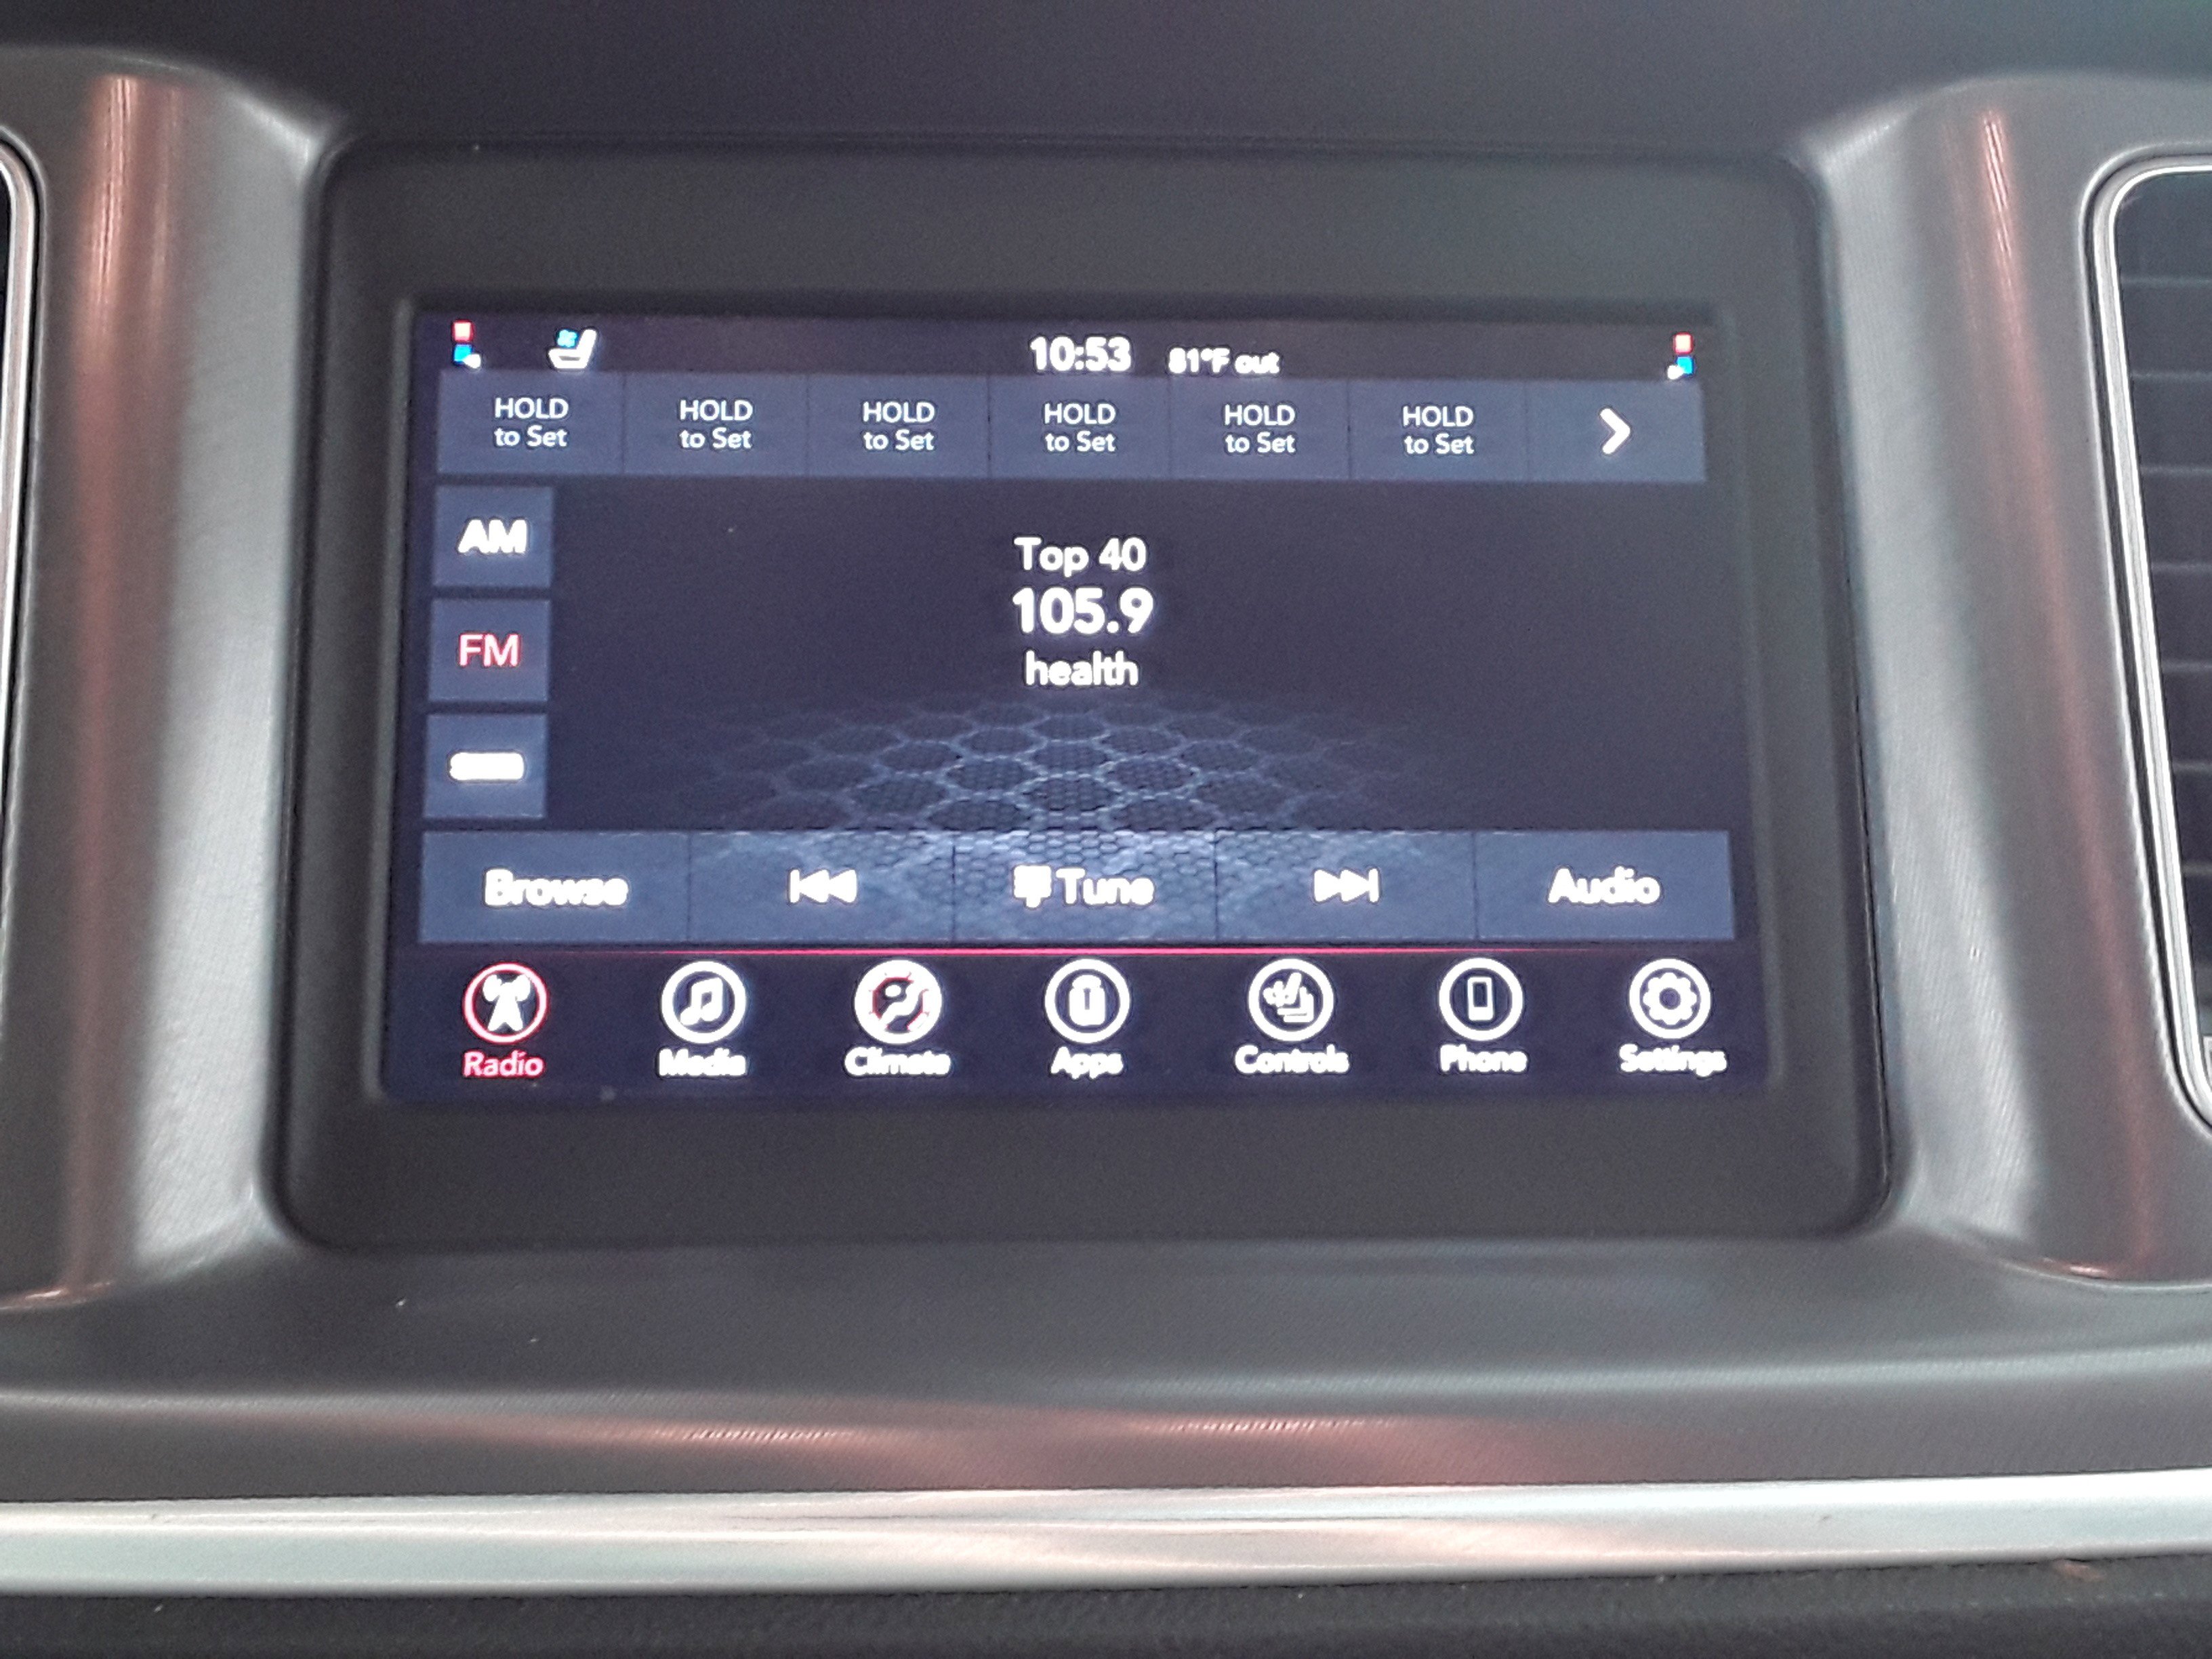 10:53 81°F out
HOLD to Set HOLD to Set HOLD to Set HOLD to Set HOLD to Set HOLD to Set
AM
Top 40
105.9
FM
health
Browse Tune Audio
Radio Media Climate Apps Controls Phone Settings